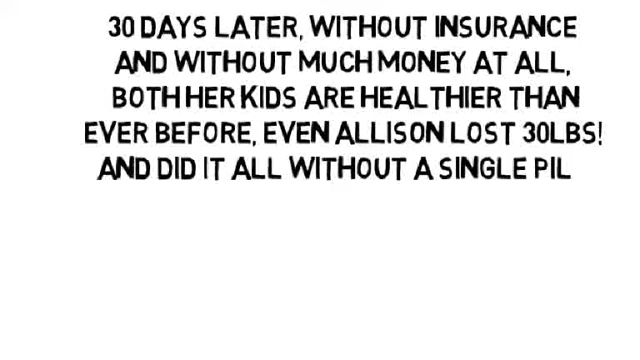 30 DAYS LATER, WITHOUT INSURANCE
AND WITHOUT MUCH MONEY AT ALL,
BOTH HER KIDS ARE HEALTHIER THAN
EVER BEFORE, EVEN ALLISON LOST 30LBS!
AND DID IT ALL WITHOUT A SINGLE PIL